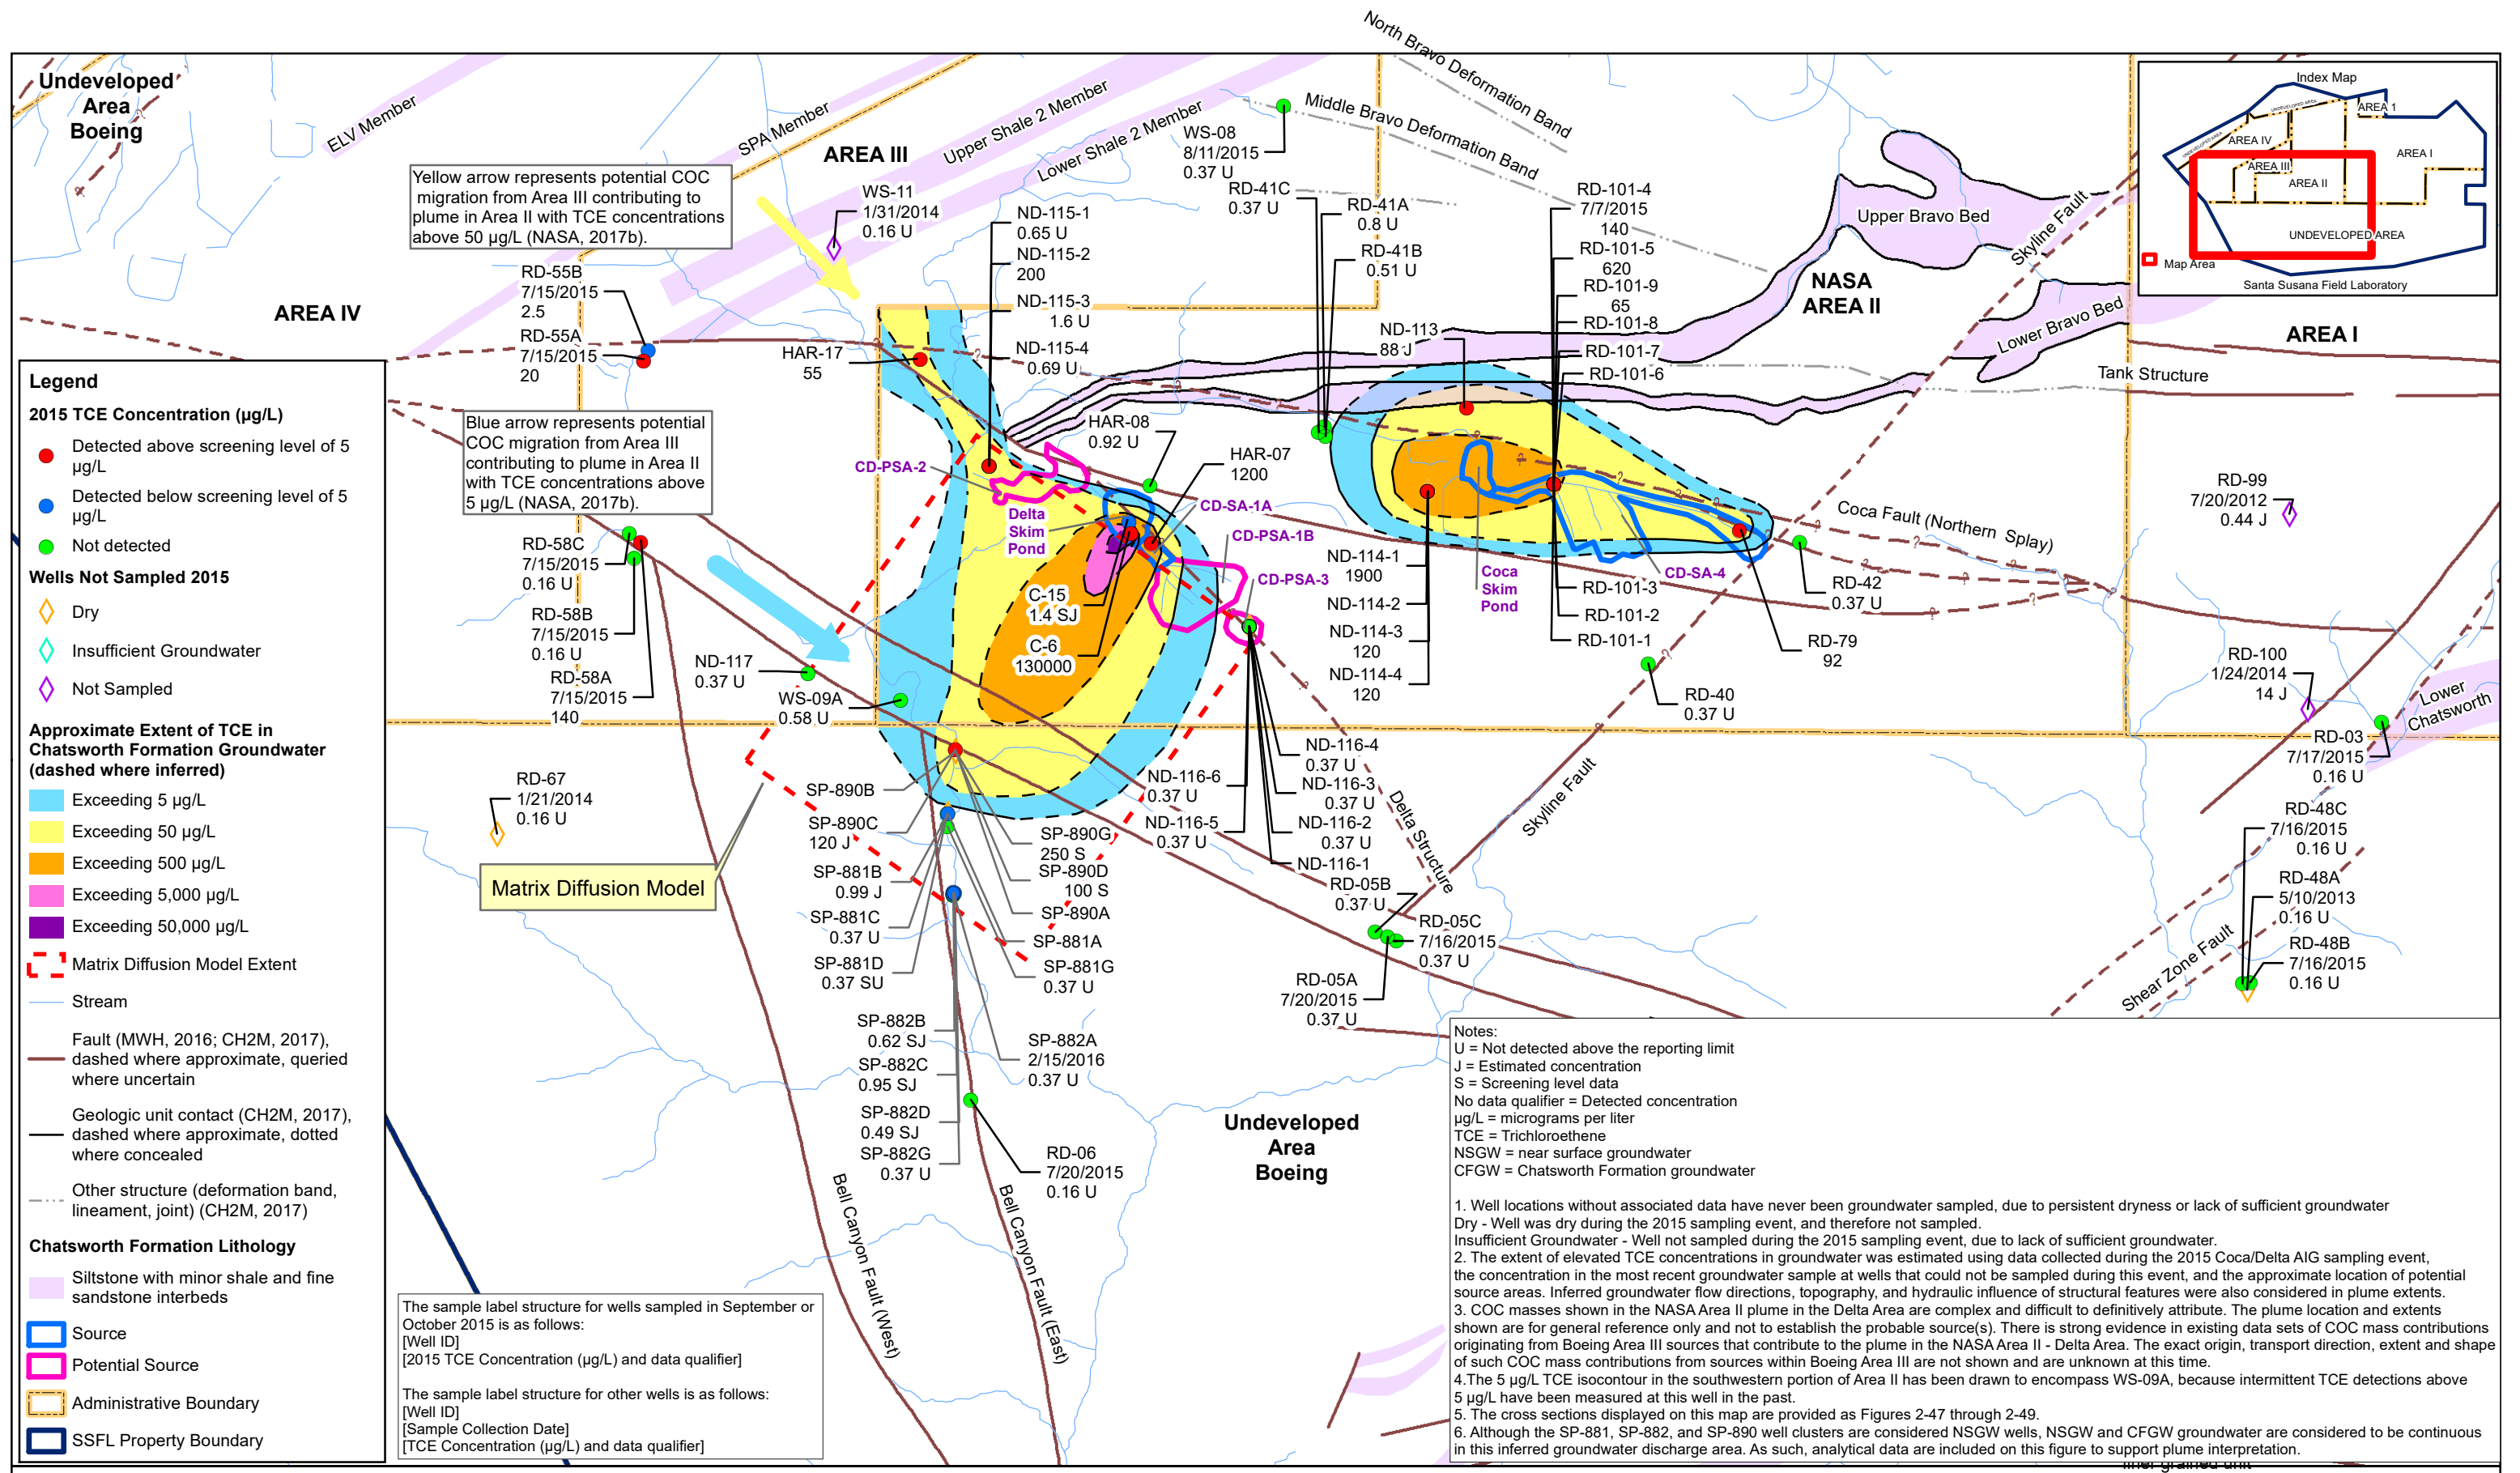 North Bravo Deformation Band
Undeveloped
Area
Boeing
ELV Member
SPA Member
AREA III
Upper Shale 2 Member
Lower Shale 2 Member
Middle Bravo Deformation Band
WS-08
8/11/2015
0.37 U
Index Map
UNDEVELOPED AREA
AREA 1
UNDEVELOPED AREA
AREA IV
AREA I
AREA III
AREA II
UNDEVELOPED AREA
Map Area
Santa Susana Field Laboratory
Yellow arrow represents potential COC
migration from Area III contributing to
plume in Area II with TCE concentrations
above 50 µg/L (NASA, 2017b).
WS-11
1/31/2014
0.16 U
ND-115-1
0.65 U
ND-115-2
200
ND-115-3
1.6 U
ND-115-4
0.69 U
RD-41C
0.37 U
RD-41A
0.8 U
RD-41B
0.51 U
RD-101-4
7/7/2015
140
RD-101-5
620
RD-101-9
65
RD-101-8
RD-101-7
RD-101-6
Upper Bravo Bed
Skyline Fault
NASA
AREA II
Lower Bravo Bed
AREA I
Tank Structure
AREA IV
RD-55B
7/15/2015
2.5
RD-55A
7/15/2015
20
HAR-17
55
ND-113
88 J
Blue arrow represents potential
COC migration from Area III
contributing to plume in Area II
with TCE concentrations above
5 µg/L (NASA, 2017b).
HAR-08
0.92 U
HAR-07
1200
CD-PSA-2
CD-SA-1A
Delta
Skim
Pond
CD-PSA-1B
CD-PSA-3
RD-99
7/20/2012
0.44 J
Coca Fault (Northern Splay)
RD-58C
7/15/2015
0.16 U
RD-58B
7/15/2015
0.16 U
RD-58A
7/15/2015
140
C-15
1.4 SJ
C-6
130000
ND-114-1
1900
ND-114-2
ND-114-3
120
ND-114-4
120
Coca
Skim
Pond
CD-SA-4
RD-101-3
RD-101-2
RD-101-1
RD-42
0.37 U
RD-79
92
RD-40
0.37 U
ND-117
0.37 U
WS-09A
0.58 U
RD-100
1/24/2014
14 J
Lower
Chatsworth
RD-03
7/17/2015
0.16 U
Legend
2015 TCE Concentration (µg/L)
Detected above screening level of 5
µg/L
Detected below screening level of 5
µg/L
Not detected
Wells Not Sampled 2015
Dry
Insufficient Groundwater
Not Sampled
Approximate Extent of TCE in
Chatsworth Formation Groundwater
(dashed where inferred)
Exceeding 5 µg/L
Exceeding 50 µg/L
Exceeding 500 µg/L
Exceeding 5,000 µg/L
Exceeding 50,000 µg/L
Matrix Diffusion Model Extent
Stream
Fault (MWH, 2016; CH2M, 2017),
dashed where approximate, queried
where uncertain
Geologic unit contact (CH2M, 2017),
dashed where approximate, dotted
where concealed
Other structure (deformation band,
lineament, joint) (CH2M, 2017)
Chatsworth Formation Lithology
Siltstone with minor shale and fine
sandstone interbeds
Source
Potential Source
Administrative Boundary
SSFL Property Boundary
RD-67
1/21/2014
0.16 U
Matrix Diffusion Model
SP-890B
SP-890C
120 J
SP-881B
0.99 J
SP-881C
0.37 U
SP-881D
0.37 SU
SP-890G
250 S
SP-890D
100 S
SP-890A
SP-881A
SP-881G
0.37 U
ND-116-6
0.37 U
ND-116-5
0.37 U
ND-116-4
0.37 U
ND-116-3
0.37 U
ND-116-2
0.37 U
ND-116-1
Delta Structure
Skyline Fault
RD-05B
0.37 U
RD-05C
7/16/2015
0.37 U
RD-05A
7/20/2015
0.37 U
RD-48C
7/16/2015
0.16 U
RD-48A
5/10/2013
0.16 U
RD-48B
7/16/2015
0.16 U
Shear Zone Fault
SP-882B
0.62 SJ
SP-882C
0.95 SJ
SP-882D
0.49 SJ
SP-882G
0.37 U
SP-882A
2/15/2016
0.37 U
RD-06
7/20/2015
0.16 U
Bell Canyon Fault (West)
Bell Canyon Fault (East)
Undeveloped
Area
Boeing
The sample label structure for wells sampled in September or
October 2015 is as follows:
[Well ID]
[2015 TCE Concentration (µg/L) and data qualifier]
The sample label structure for other wells is as follows:
[Well ID]
[Sample Collection Date]
[TCE Concentration (µg/L) and data qualifier]
Notes:
U = Not detected above the reporting limit
J = Estimated concentration
S = Screening level data
No data qualifier = Detected concentration
µg/L = micrograms per liter
TCE = Trichloroethene
NSGW = near surface groundwater
CFGW = Chatsworth Formation groundwater
1. Well locations without associated data have never been groundwater sampled, due to persistent dryness or lack of sufficient groundwater
Dry - Well was dry during the 2015 sampling event, and therefore not sampled.
Insufficient Groundwater - Well not sampled during the 2015 sampling event, due to lack of sufficient groundwater.
2. The extent of elevated TCE concentrations in groundwater was estimated using data collected during the 2015 Coca/Delta AIG sampling event,
the concentration in the most recent groundwater sample at wells that could not be sampled during this event, and the approximate location of potential
source areas. Inferred groundwater flow directions, topography, and hydraulic influence of structural features were also considered in plume extents.
3. COC masses shown in the NASA Area II plume in the Delta Area are complex and difficult to definitively attribute. The plume location and extents
shown are for general reference only and not to establish the probable source(s). There is strong evidence in existing data sets of COC mass contributions
originating from Boeing Area III sources that contribute to the plume in the NASA Area II - Delta Area. The exact origin, transport direction, extent and shape
of such COC mass contributions from sources within Boeing Area III are not shown and are unknown at this time.
4.The 5 µg/L TCE isocontour in the southwestern portion of Area II has been drawn to encompass WS-09A, because intermittent TCE detections above
5 µg/L have been measured at this well in the past.
5. The cross sections displayed on this map are provided as Figures 2-47 through 2-49.
6. Although the SP-881, SP-882, and SP-890 well clusters are considered NSGW wells, NSGW and CFGW groundwater are considered to be continuous
in this inferred groundwater discharge area. As such, analytical data are included on this figure to support plume interpretation.